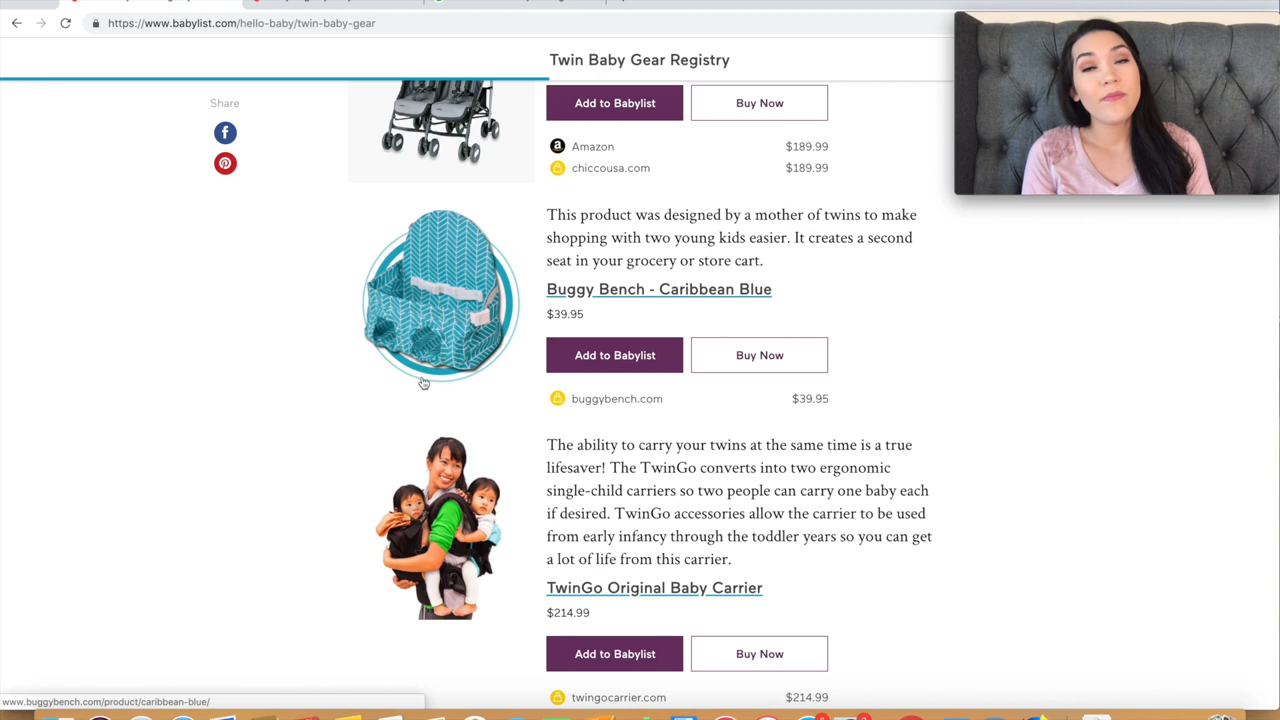 https://www.babylist.com/hello-baby/twin-baby-gear
Twin Baby Gear Registry
Share
Add to Babylist
Buy Now
Amazon
$189.99
chiccousa.com
$189.99
This product was designed by a mother of twins to make
shopping with two young kids easier. It creates a second
seat in your grocery or store cart.
Buggy Bench - Caribbean Blue
$39.95
Add to Babylist
Buy Now
buggybench.com
$39.95
The ability to carry your twins at the same time is a true
lifesaver! The TwinGo converts into two ergonomic
single-child carriers so two people can carry one baby each
if desired. TwinGo accessories allow the carrier to be used
from early infancy through the toddler years so you can get
a lot of life from this carrier.
TwinGo Original Baby Carrier
$214.99
Add to Babylist
Buy Now
twingocarrier.com
$214.99
www.buggybench.com/product/caribbean-blue/